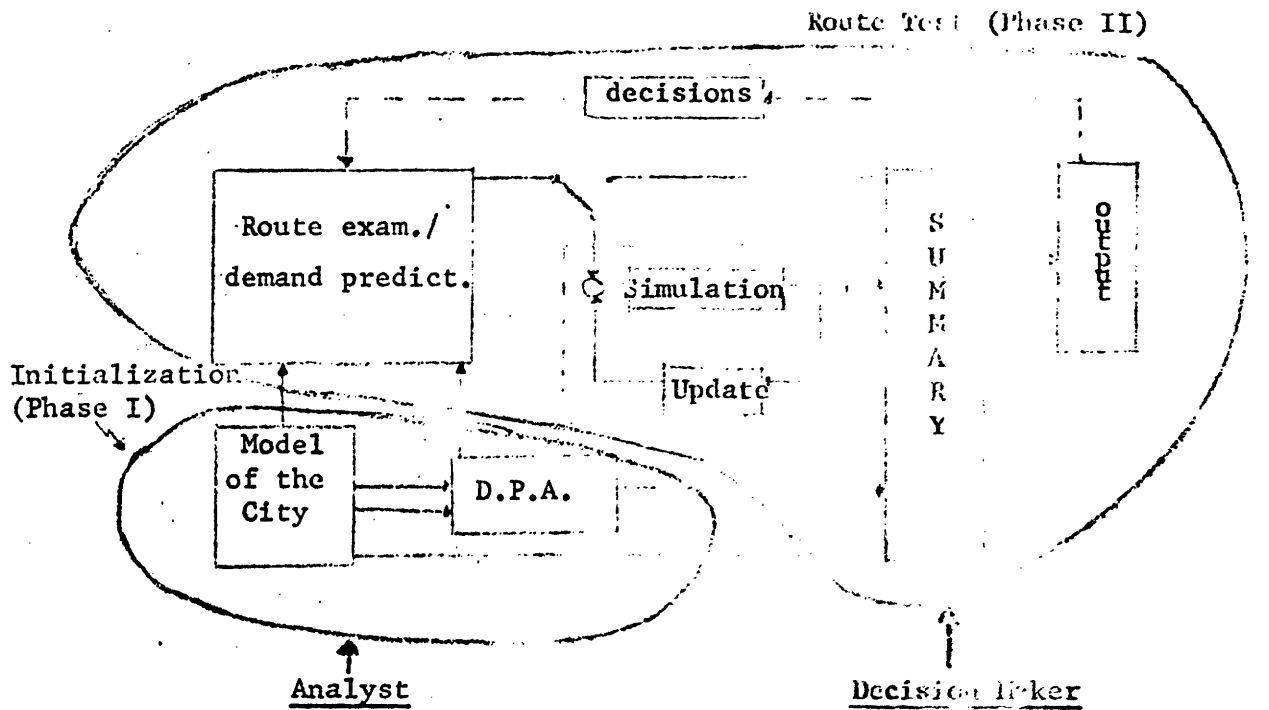 Route Test (Phase II)
decisions
Route exam./
demand predict.
Simulation
Update
SUMMARY
output
Initialization
(Phase I)
Model
of the
City
D.P.A.
Analyst
Decision